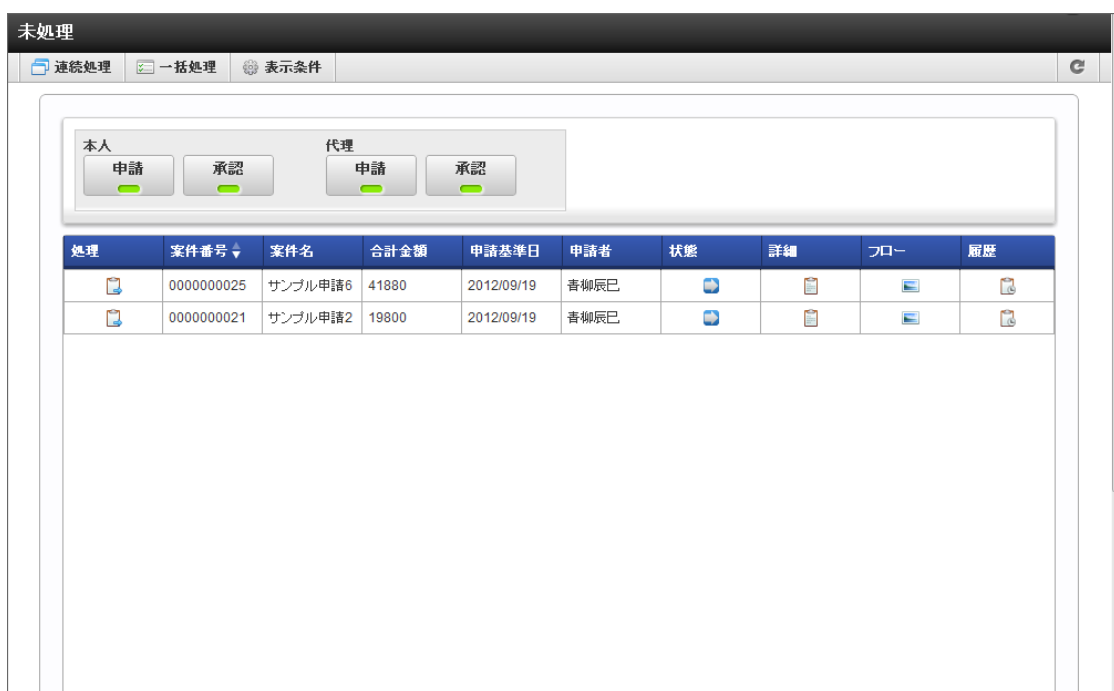 未処理
連続処理 一括処理 表示条件
本人 代理
申請 承認 申請 承認
処理 案件番号 案件名 合計金額 申請基準日 申請者 状態 詳細 フロー 履歴
0000000025 サンプル申請6 41880 2012/09/19 青柳辰巳
0000000021 サンプル申請2 19800 2012/09/19 青柳辰巳